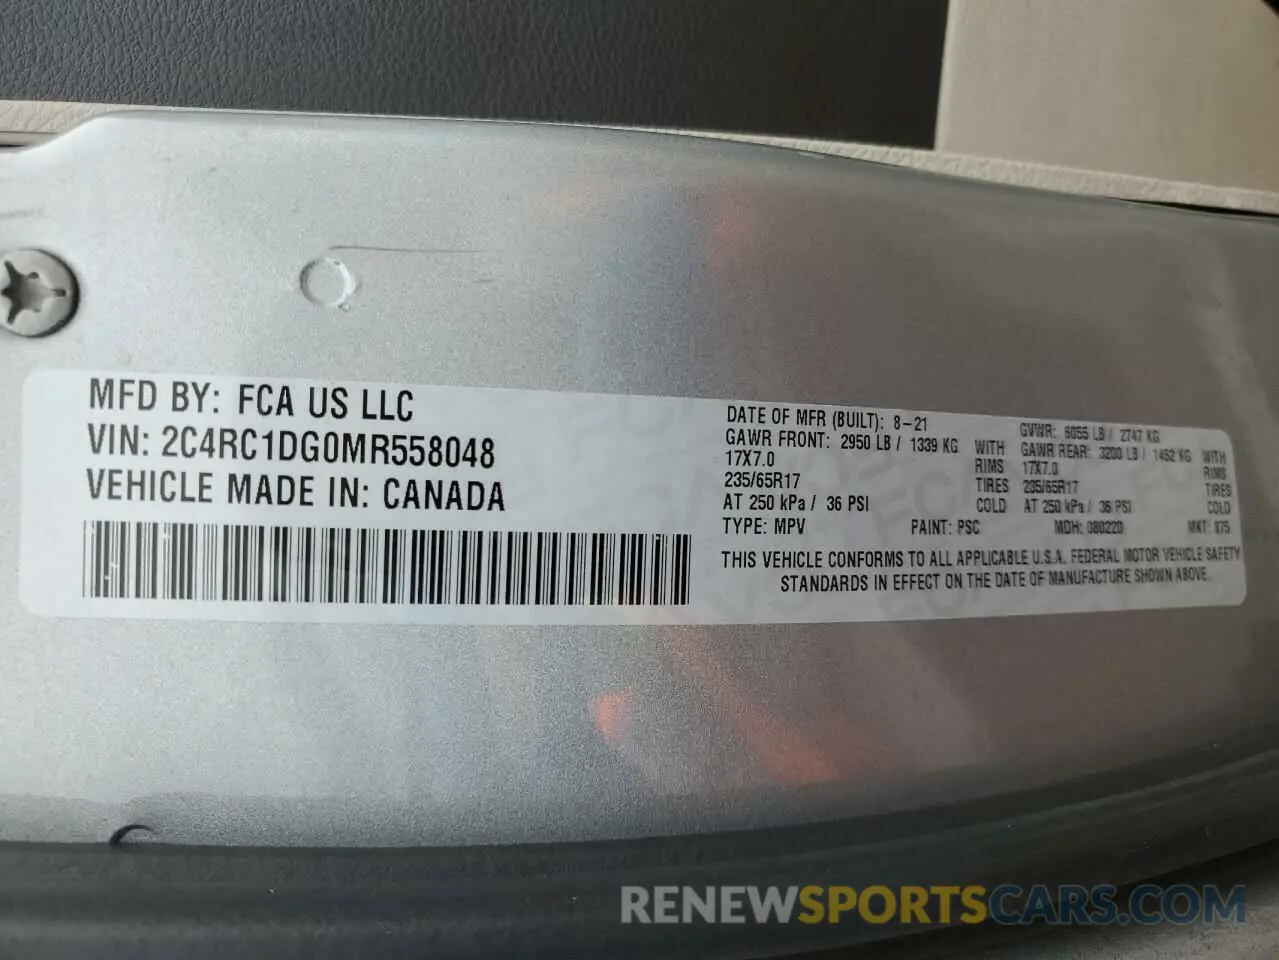 MFD BY: FCA US LLC
VIN: 2C4RC1DG0MR558048
VEHICLE MADE IN: CANADA
DATE OF MFR (BUILT): 8-21 GVWR: 6055 LB / 2747 KG
GAWR FRONT: 2950 LB / 1339 KG WITH GAWR REAR: 3200 LB / 1452 KG WITH
17X7.0 RIMS 17X7.0 RIMS
235/65R17 TIRES 235/65R17 TIRES
AT 250 kPa / 36 PSI COLD AT 250 kPa / 36 PSI COLD
TYPE: MPV PAINT: PSC MDH: 080220 MKT: 875
THIS VEHICLE CONFORMS TO ALL APPLICABLE U.S.A. FEDERAL MOTOR VEHICLE SAFETY
STANDARDS IN EFFECT ON THE DATE OF MANUFACTURE SHOWN ABOVE.
RENEWSPORTSCARS.COM